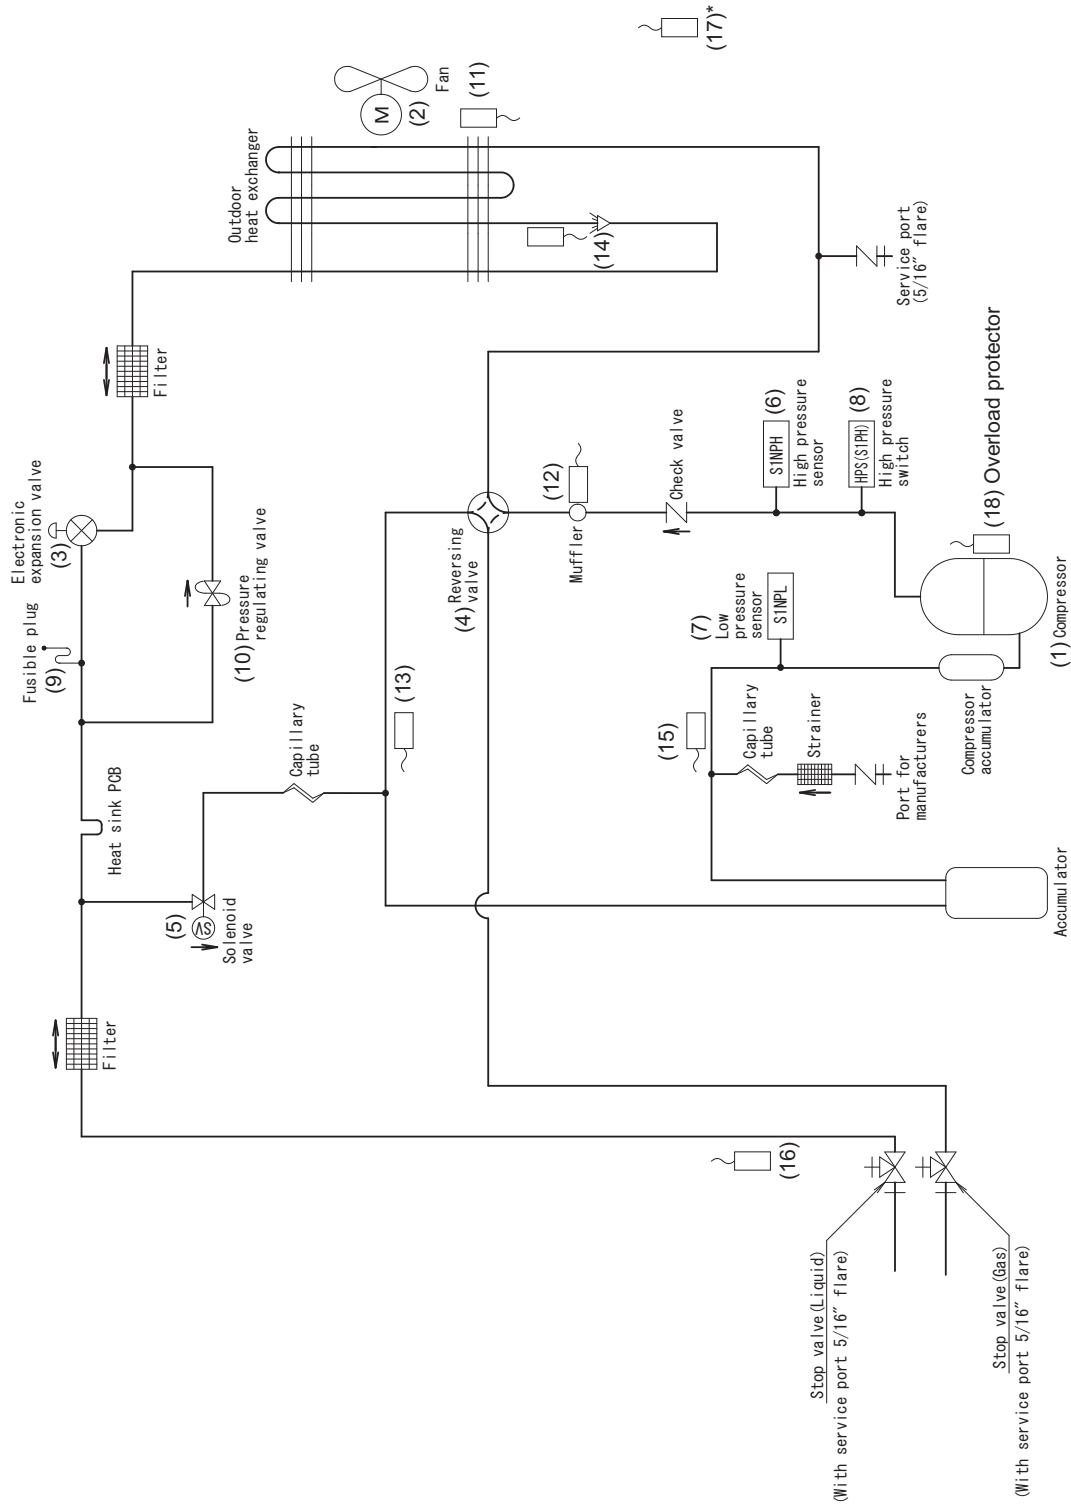 Fusible plug
(9)
Electronic
expansion valve
(3)
Filter
Heat sink PCB
Filter
(5)
SV
Solenoid
valve
(10) Pressure
regulating valve
Outdoor
heat exchanger
Capillary
tube
M
(2)
Fan
(13)
(4) Reversing
valve
(11)
(12)
Muffler
(14)
Check valve
(15)
(7)
Low
pressure
sensor
S1NPL
(17)*
Capillary
tube
Strainer
(16)
S1NPH
(6)
High pressure
sensor
HPS(S1PH)
(8)
High pressure
switch
Stop valve(Liquid)
(With service port 5/16″ flare)
Port for
manufacturers
Service port
(5/16″ flare)
Compressor
accumulator
(18) Overload protector
Stop valve(Gas)
(With service port 5/16″ flare)
Accumulator
(1) Compressor